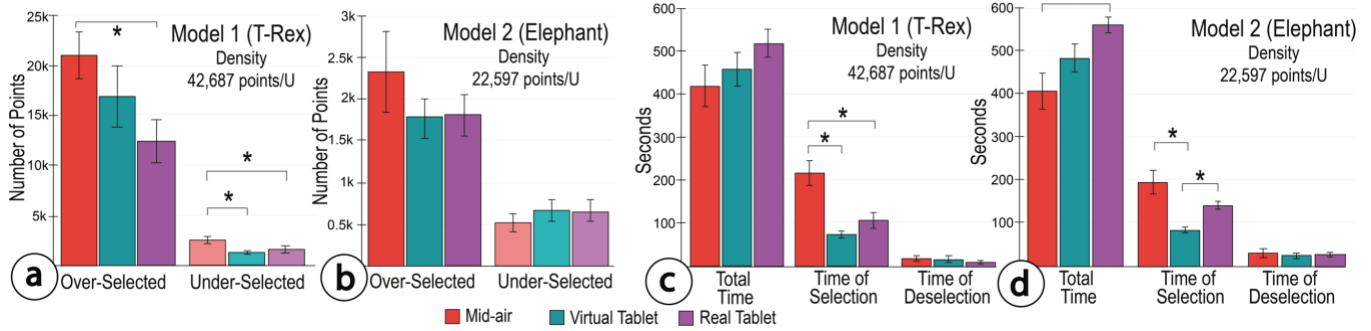 25k
20k
15k
10k
5k
Number of Points
*
*
*
Model 1 (T-Rex)
Density
42,687 points/U
Over-Selected
Under-Selected
a
3k
2.5k
2k
1.5k
1k
0.5k
Number of Points
Model 2 (Elephant)
Density
22,597 points/U
Over-Selected
Under-Selected
b
600
500
400
300
200
100
Seconds
Model 1 (T-Rex)
Density
42,687 points/U
*
*
Total
Time
Time of
Selection
Time of
Deselection
c
600
500
400
300
200
100
Seconds
Model 2 (Elephant)
Density
22,597 points/U
*
*
Total
Time
Time of
Selection
Time of
Deselection
d
Mid-air
Virtual Tablet
Real Tablet